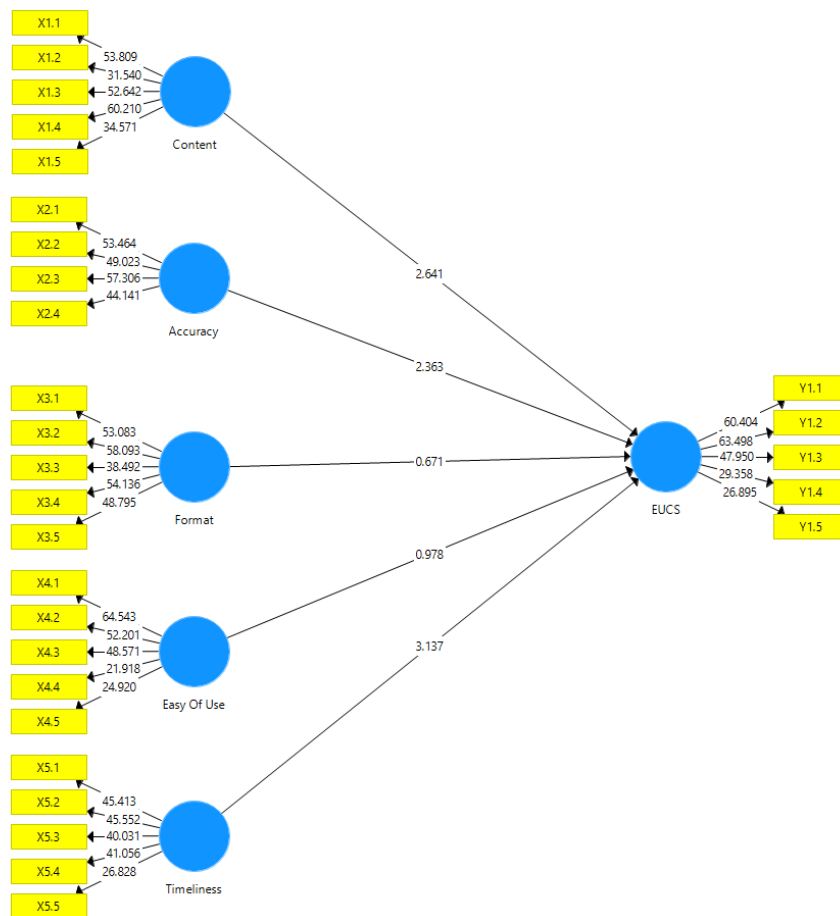 X1.1
53.809
X1.2
31.540
X1.3
52.642
60.210
X1.4
34.571
X1.5
Content
X2.1
53.464
X2.2
49.023
X2.3
57.306
44.141
X2.4
Accuracy
X3.1
53.083
X3.2
58.093
X3.3
38.492
54.136
X3.4
48.795
X3.5
Format
X4.1
64.543
X4.2
52.201
X4.3
48.571
21.918
X4.4
24.920
X4.5
Easy Of Use
X5.1
45.413
X5.2
45.552
X5.3
40.031
41.056
X5.4
26.828
X5.5
Timeliness
2.641
2.363
0.671
0.978
3.137
EUCS
Y1.1
60.404
Y1.2
63.498
Y1.3
47.950
29.358
Y1.4
26.895
Y1.5